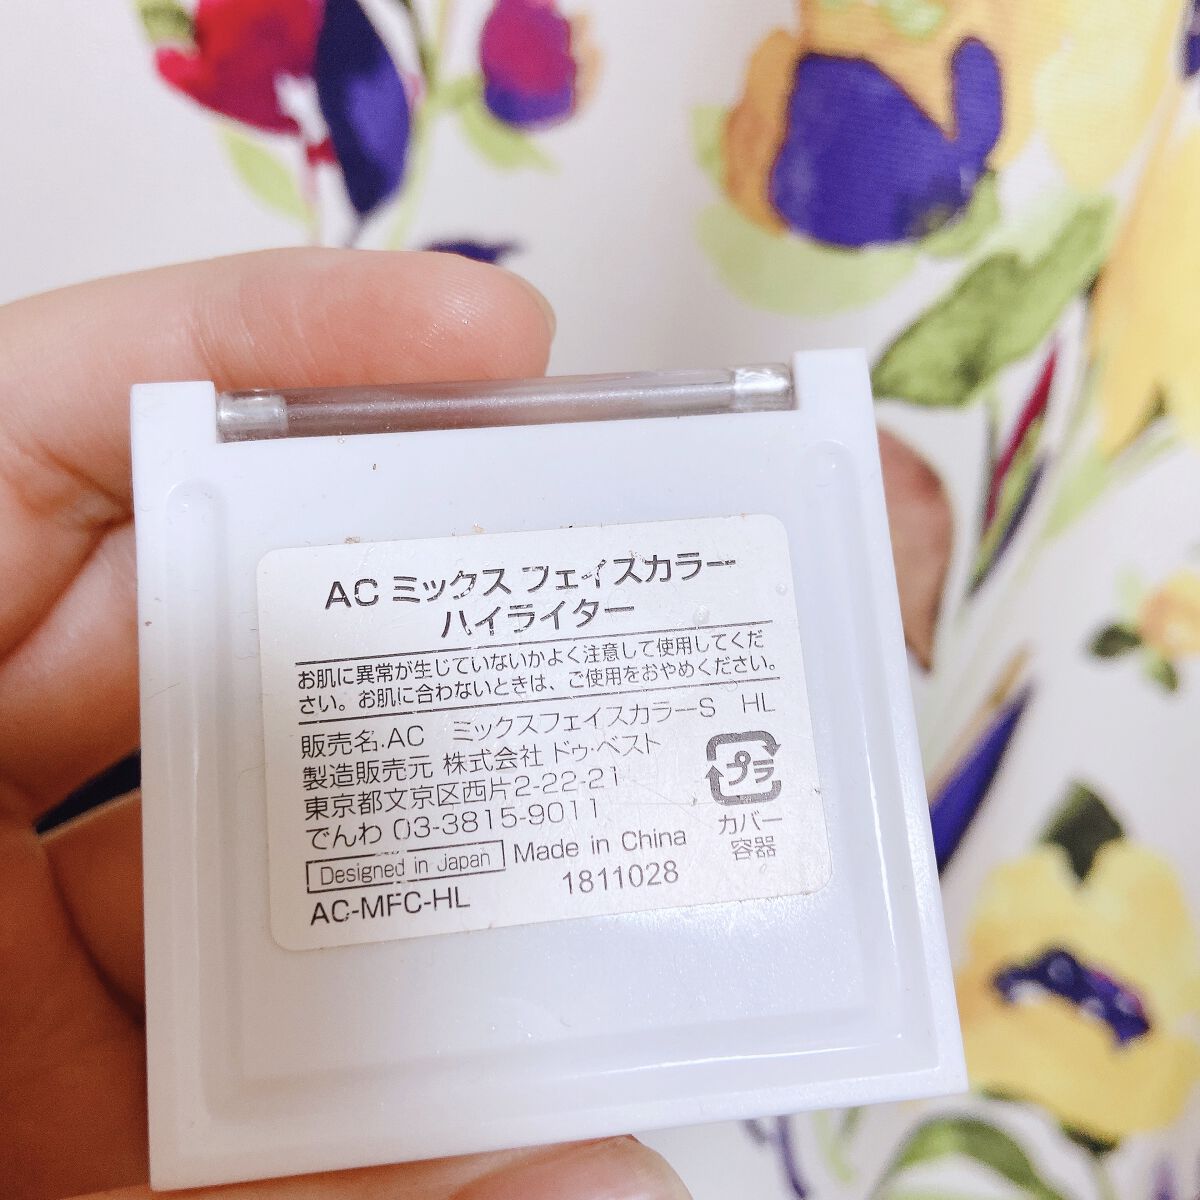 AC ミックス フェイスカラー
ハイライター
お肌に異常が生じていないかよく注意して使用してくだ
さい。お肌に合わないときは、ご使用をおやめください。
販売名.AC ミックスフェイスカラーS HL
製造販売元 株式会社 ドゥ・ベスト
東京都文京区西片2-22-21
でんわ 03-3815-9011
プラ
カバー
容器
Designed in Japan Made in China
AC-MFC-HL 1811028